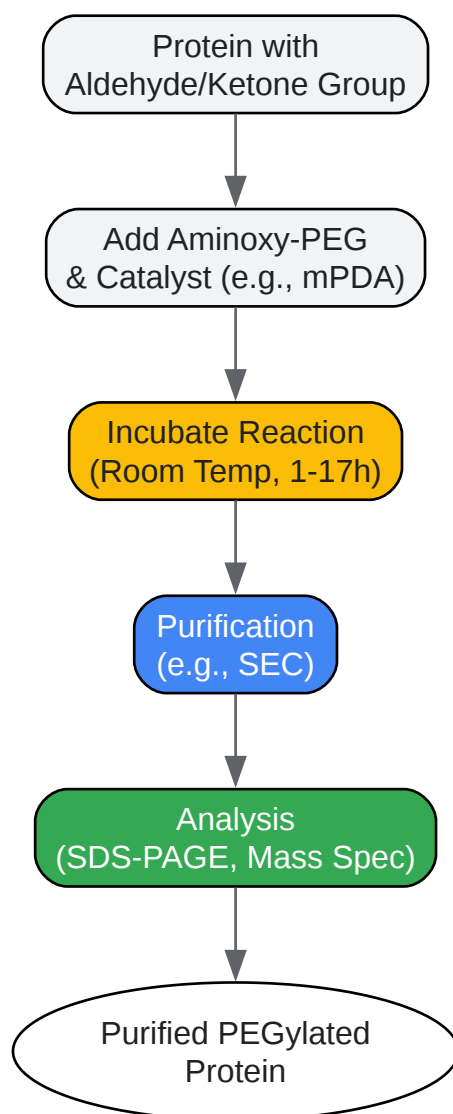 Protein with
Aldehyde/Ketone Group
Add Aminoxy-PEG
& Catalyst (e.g., mPDA)
Incubate Reaction
(Room Temp, 1-17h)
Purification
(e.g., SEC)
Analysis
(SDS-PAGE, Mass Spec)
Purified PEGylated
Protein